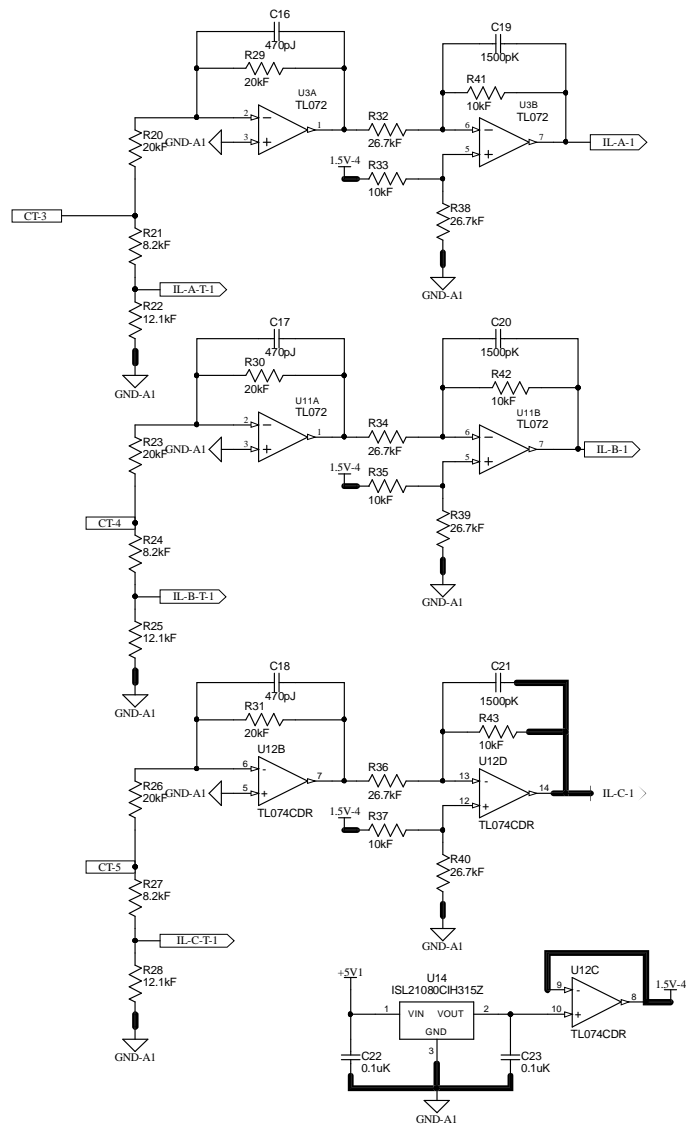 C16
470pJ
R29
20kF
U3A
TL072
2
3
1
GND-A1
R20
20kF
CT-3
R21
8.2kF
IL-A-T-1
R22
12.1kF
GND-A1
R32
26.7kF
C19
1500pK
R41
10kF
U3B
TL072
6
5
7
IL-A-1
1.5V-4
R33
10kF
R38
26.7kF
GND-A1
C17
470pJ
R30
20kF
U11A
TL072
2
3
1
GND-A1
R23
20kF
CT-4
R24
8.2kF
IL-B-T-1
R25
12.1kF
GND-A1
R34
26.7kF
C20
1500pK
R42
10kF
U11B
TL072
6
5
7
IL-B-1
1.5V-4
R35
10kF
R39
26.7kF
GND-A1
C18
470pJ
R31
20kF
U12B
6
5
7
TL074CDR
GND-A1
R26
20kF
CT-5
R27
8.2kF
IL-C-T-1
R28
12.1kF
GND-A1
R36
26.7kF
C21
1500pK
R43
10kF
U12D
13
12
14
TL074CDR
IL-C-1
1.5V-4
R37
10kF
R40
26.7kF
GND-A1
+5V1
U14
ISL21080CIH315Z
1
VIN VOUT
GND
2
3
C22
0.1uK
C23
0.1uK
GND-A1
U12C
9
10
8
TL074CDR
1.5V-4